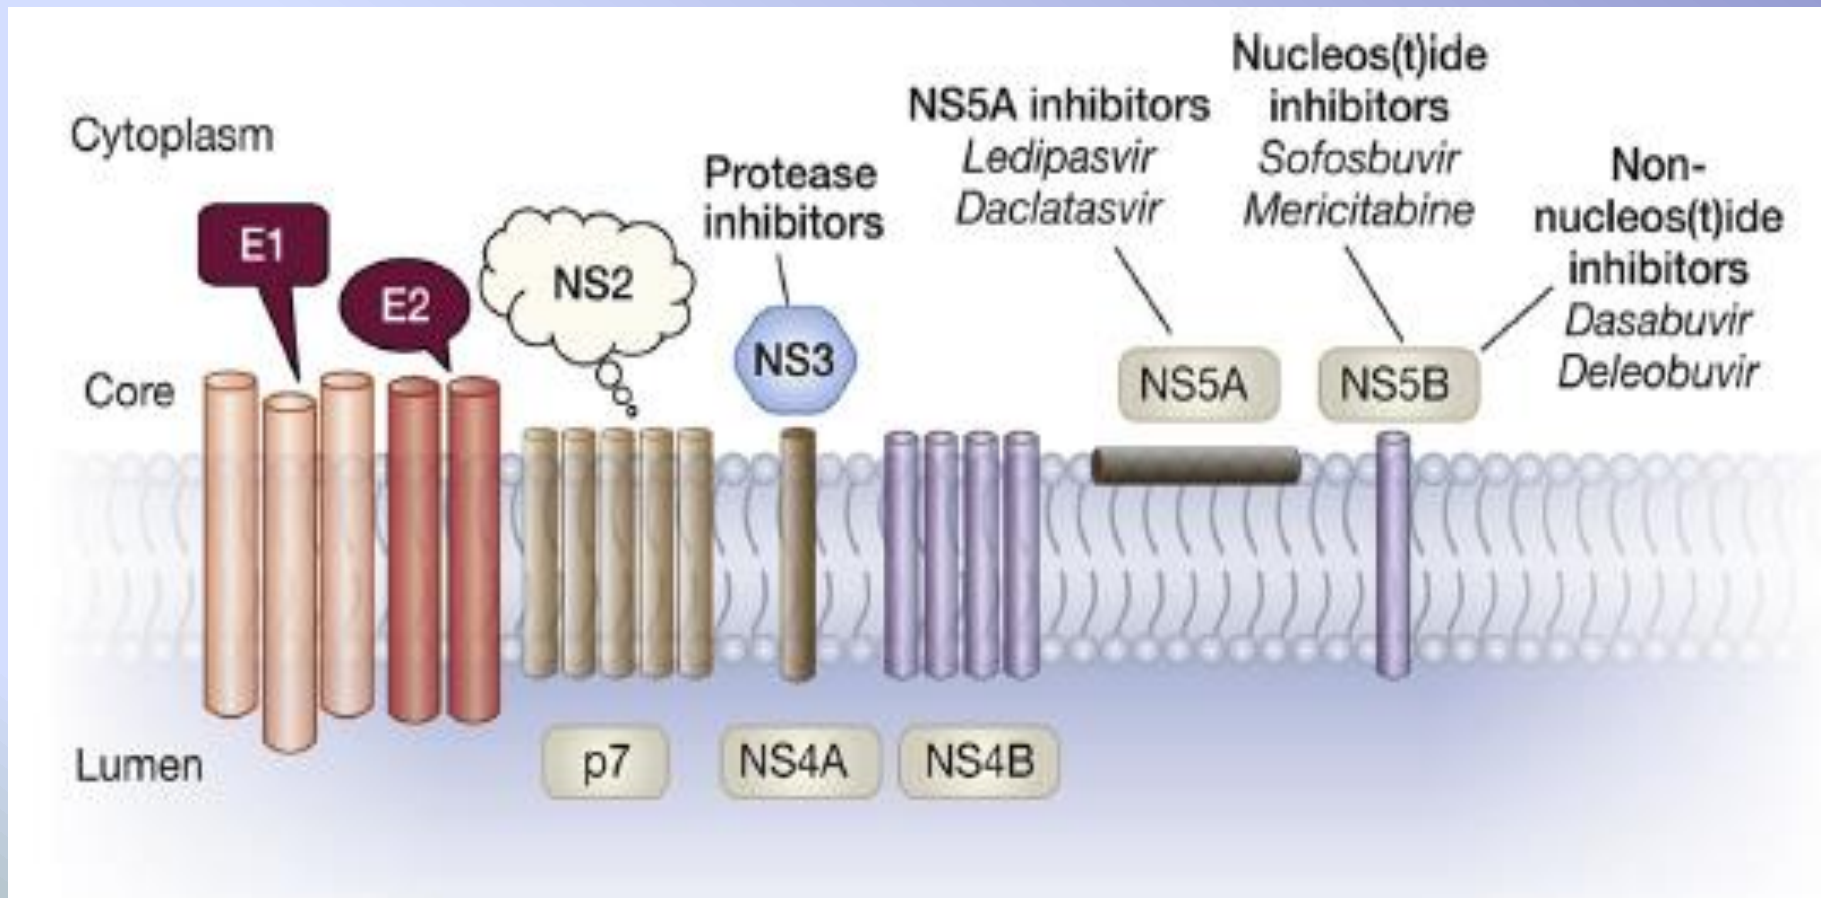 Cytoplasm
E1
E2
NS2
Protease
inhibitors
NS3
NS5A inhibitors
Ledipasvir
Daclatasvir
NS5A
Nucleos(t)ide
inhibitors
Sofosbuvir
Mericitabine
NS5B
Non-
nucleos(t)ide
inhibitors
Dasabuvir
Deleobuvir
Core
Lumen
p7
NS4A
NS4B